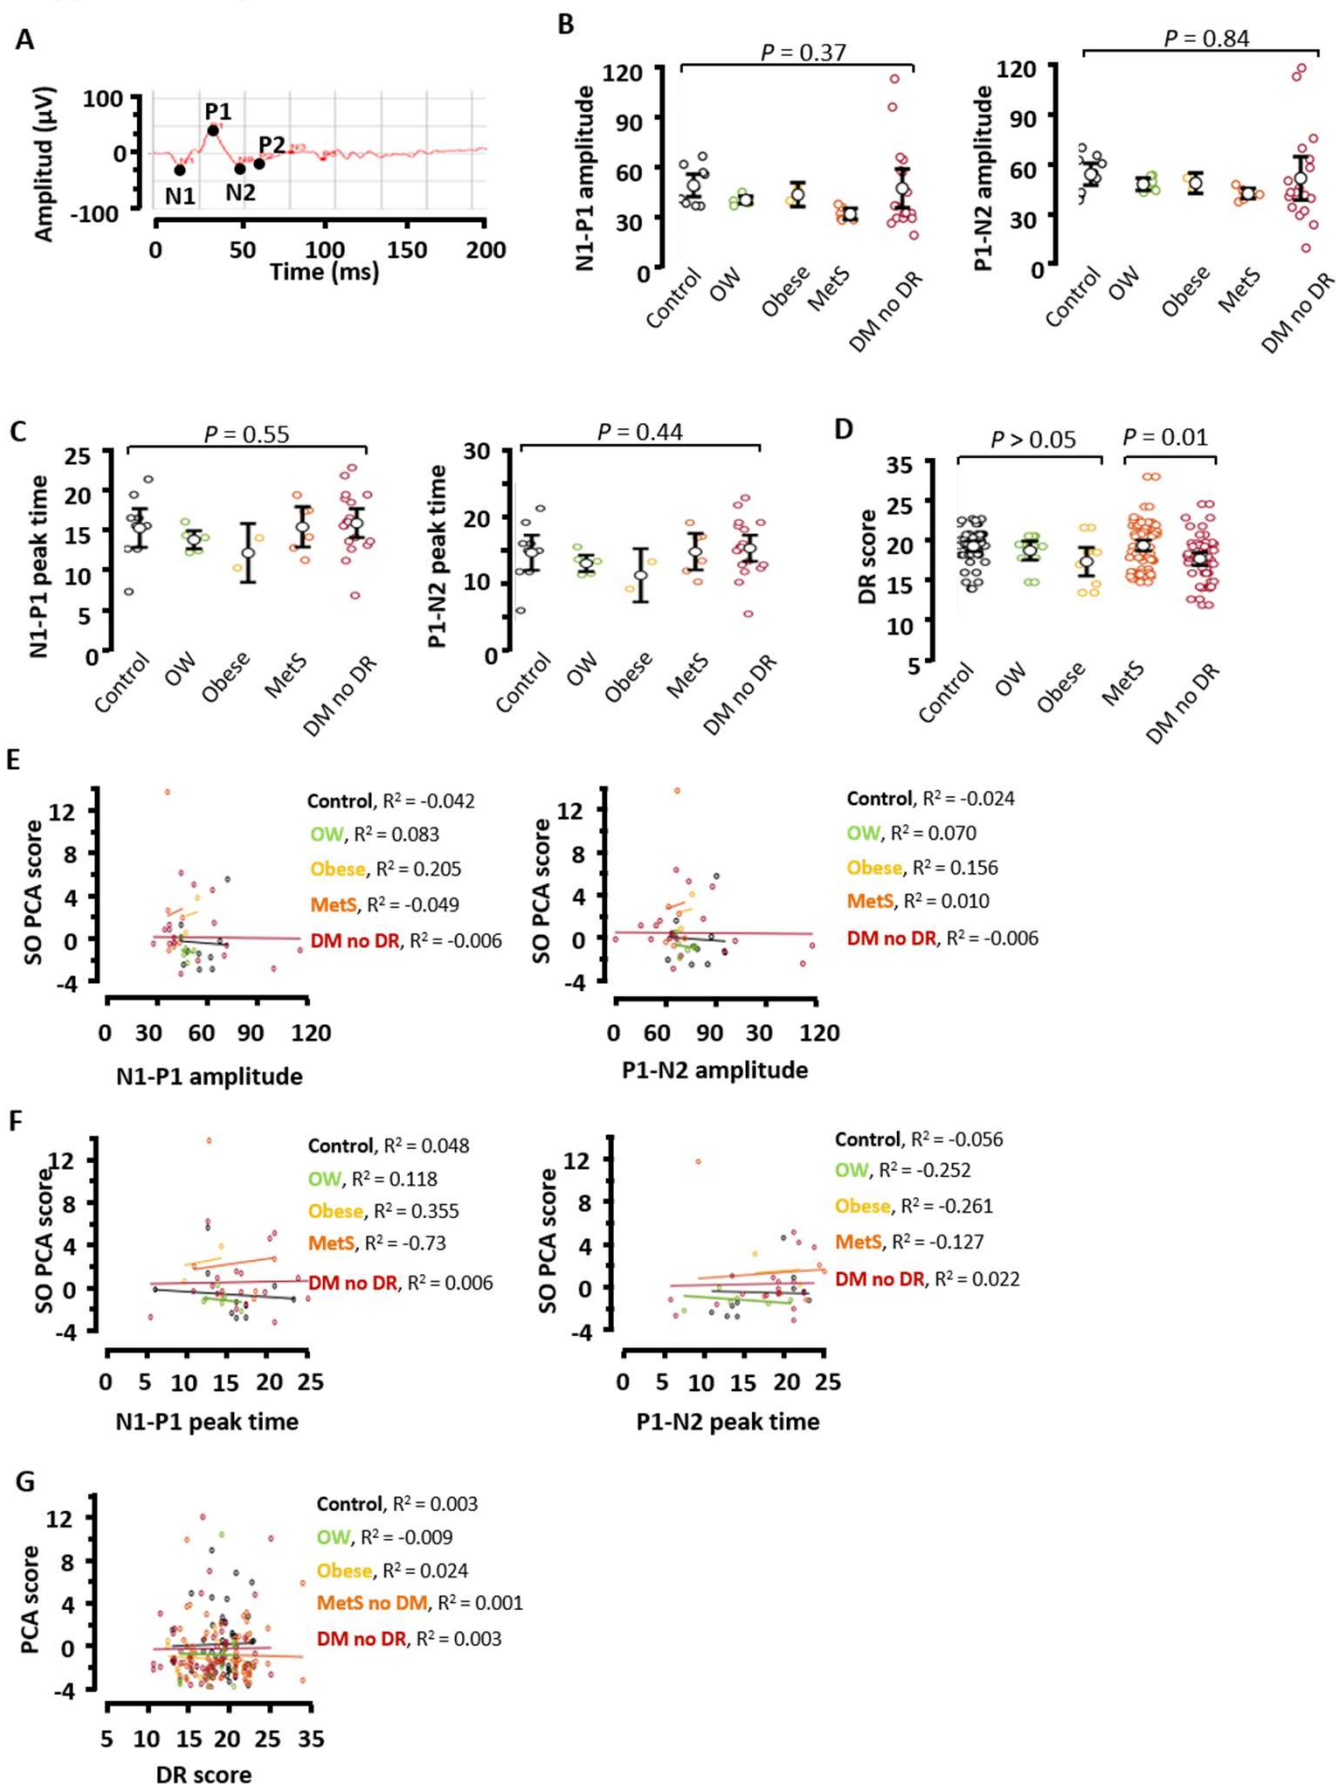 A
Amplitud (µV)
100
0
-100
P1
P2
N1
N2
0 50 100 150 200
Time (ms)
B
P = 0.37
N1-P1 amplitude
120
90
60
30
0
Control
OW
Obese
MetS
DM no DR
P = 0.84
P1-N2 amplitude
120
90
60
30
0
Control
OW
Obese
MetS
DM no DR
C
P = 0.55
N1-P1 peak time
25
20
15
10
5
0
Control
OW
Obese
MetS
DM no DR
P = 0.44
P1-N2 peak time
30
20
10
0
Control
OW
Obese
MetS
DM no DR
D
P > 0.05
P = 0.01
DR score
35
25
20
15
10
5
Control
OW
Obese
MetS
DM no DR
E
SO PCA score
12
8
4
0
-4
0 30 60 90 120
N1-P1 amplitude
Control, R² = -0.042
OW, R² = 0.083
Obese, R² = 0.205
MetS, R² = -0.049
DM no DR, R² = -0.006
SO PCA score
12
8
4
0
-4
0 60 90 30 120
P1-N2 amplitude
Control, R² = -0.024
OW, R² = 0.070
Obese, R² = 0.156
MetS, R² = 0.010
DM no DR, R² = -0.006
F
SO PCA score
12
8
4
0
-4
0 5 10 15 20 25
N1-P1 peak time
Control, R² = 0.048
OW, R² = 0.118
Obese, R² = 0.355
MetS, R² = -0.73
DM no DR, R² = 0.006
SO PCA score
12
8
4
0
-4
0 5 10 15 20 25
P1-N2 peak time
Control, R² = -0.056
OW, R² = -0.252
Obese, R² = -0.261
MetS, R² = -0.127
DM no DR, R² = 0.022
G
PCA score
12
8
4
0
-4
5 10 15 20 25 35
DR score
Control, R² = 0.003
OW, R² = -0.009
Obese, R² = 0.024
MetS no DM, R² = 0.001
DM no DR, R² = 0.003